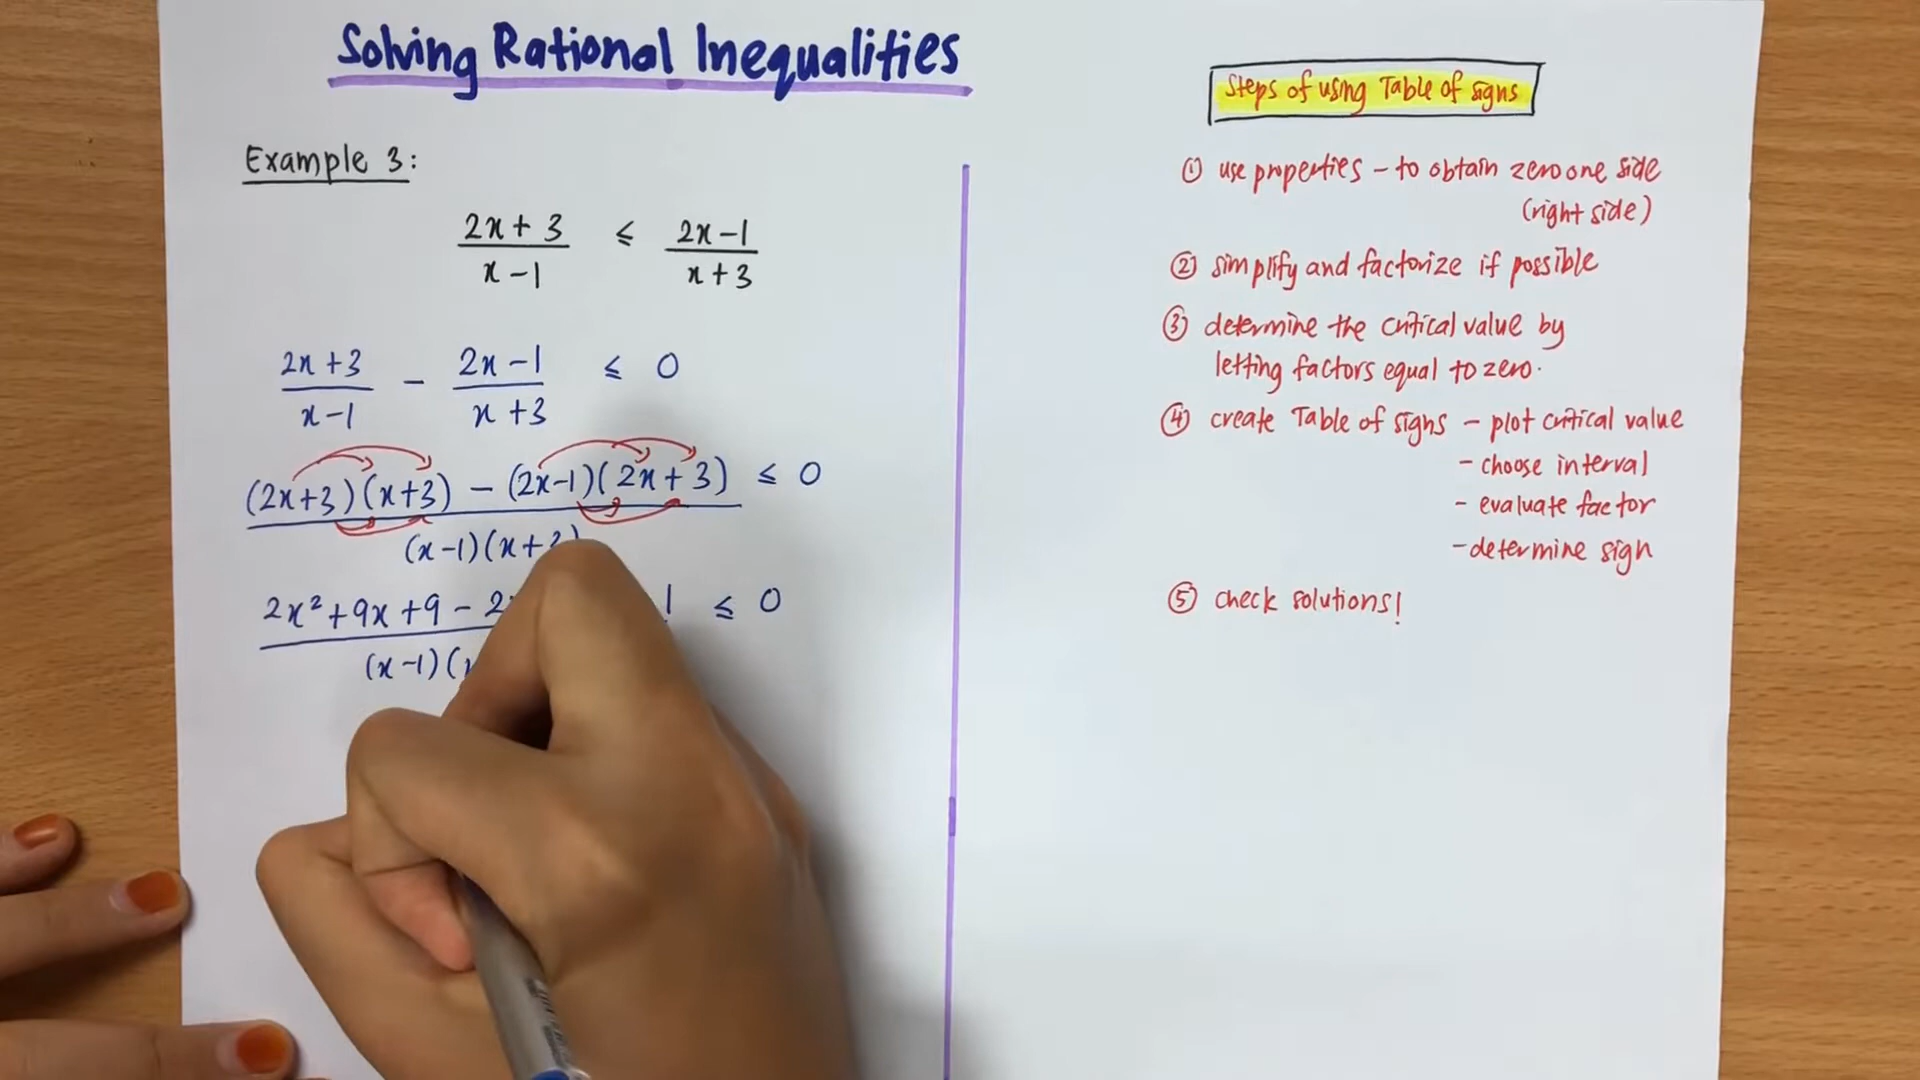 Solving Rational Inequalities
Example 3:
2x + 3 ≤ 2x - 1
x - 1 x + 3
2x + 3 - 2x - 1 ≤ 0
x - 1 x + 3
(2x+3)(x+3) - (2x-1)(2x+3) ≤ 0
(x-1)(x+3)
2x² + 9x + 9 - 2 ≤ 0
(x-1)(
Steps of using Table of signs
① use properties - to obtain zero one side
(right side)
② simplify and factorize if possible
③ determine the critical value by
letting factors equal to zero.
④ create Table of signs - plot critical value
- choose interval
- evaluate factor
- determine sign
⑤ check solutions!